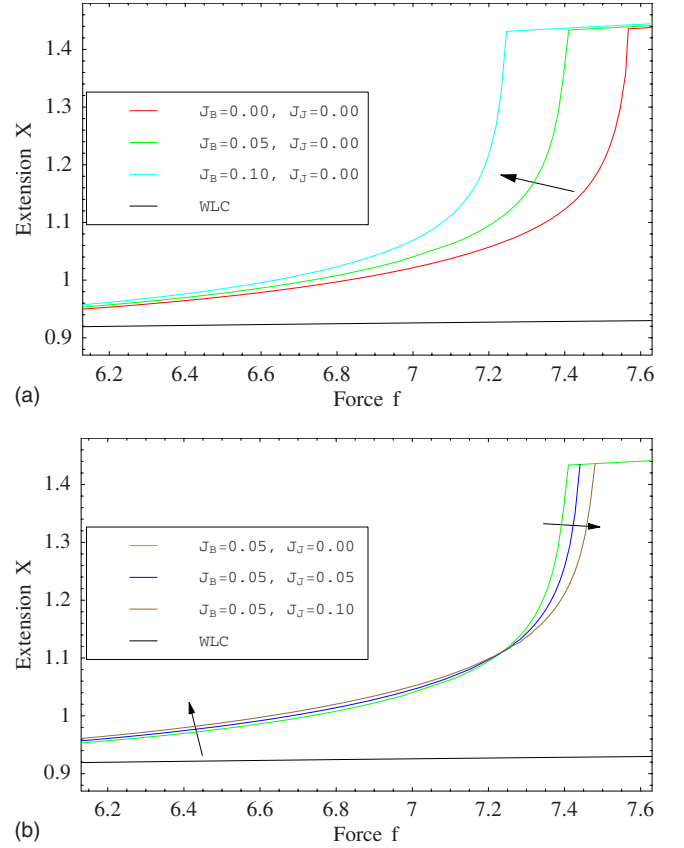 1.4
1.3
1.2
1.1
1
0.9
Extension X
J_B=0.00, J_J=0.00
J_B=0.05, J_J=0.00
J_B=0.10, J_J=0.00
WLC
6.2 6.4 6.6 6.8 7 7.2 7.4 7.6
(a)
Force f
1.4
1.3
1.2
1.1
1
0.9
Extension X
J_B=0.05, J_J=0.00
J_B=0.05, J_J=0.05
J_B=0.05, J_J=0.10
WLC
6.2 6.4 6.6 6.8 7 7.2 7.4 7.6
(b)
Force f